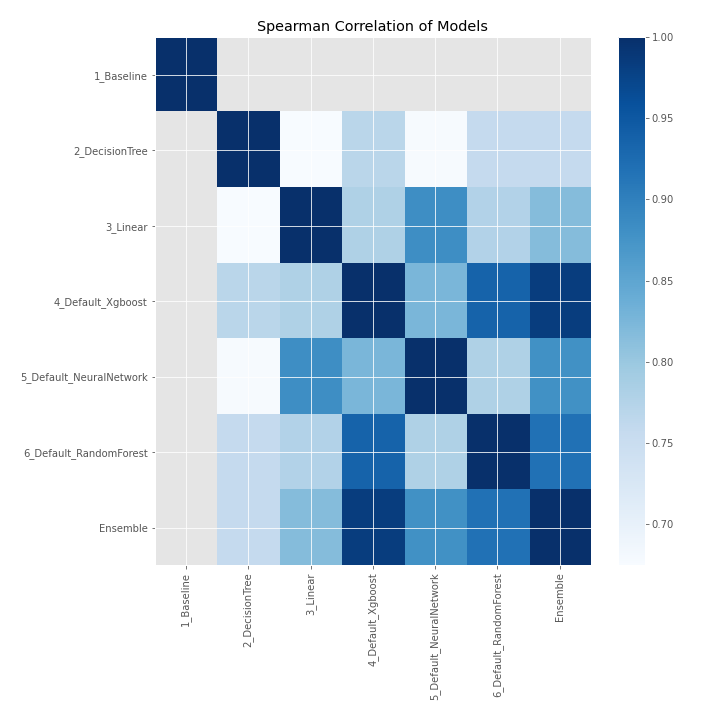 Spearman Correlation of Models
1_Baseline
2_DecisionTree
3_Linear
4_Default_Xgboost
5_Default_NeuralNetwork
6_Default_RandomForest
Ensemble
1_Baseline
2_DecisionTree
3_Linear
4_Default_Xgboost
5_Default_NeuralNetwork
6_Default_RandomForest
Ensemble
1.00
0.95
0.90
0.85
0.80
0.75
0.70